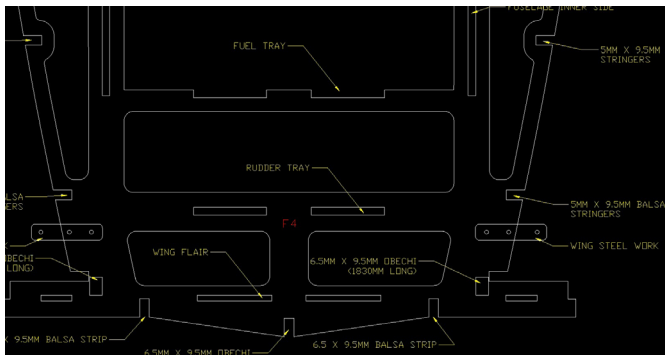 FUSELAGE INNER SIDE
FUEL TRAY
5MM X 9.5MM
STRINGERS
RUDDER TRAY
5MM X 9.5MM BALSA
STRINGERS
F4
WING FLAIR
6.5MM X 9.5MM OBECHI
(1830MM LONG)
WING STEEL WORK
LONG)
X 9.5MM BALSA STRIP
6.5MM X 9.5MM OBECHI
6.5 X 9.5MM BALSA STRIP